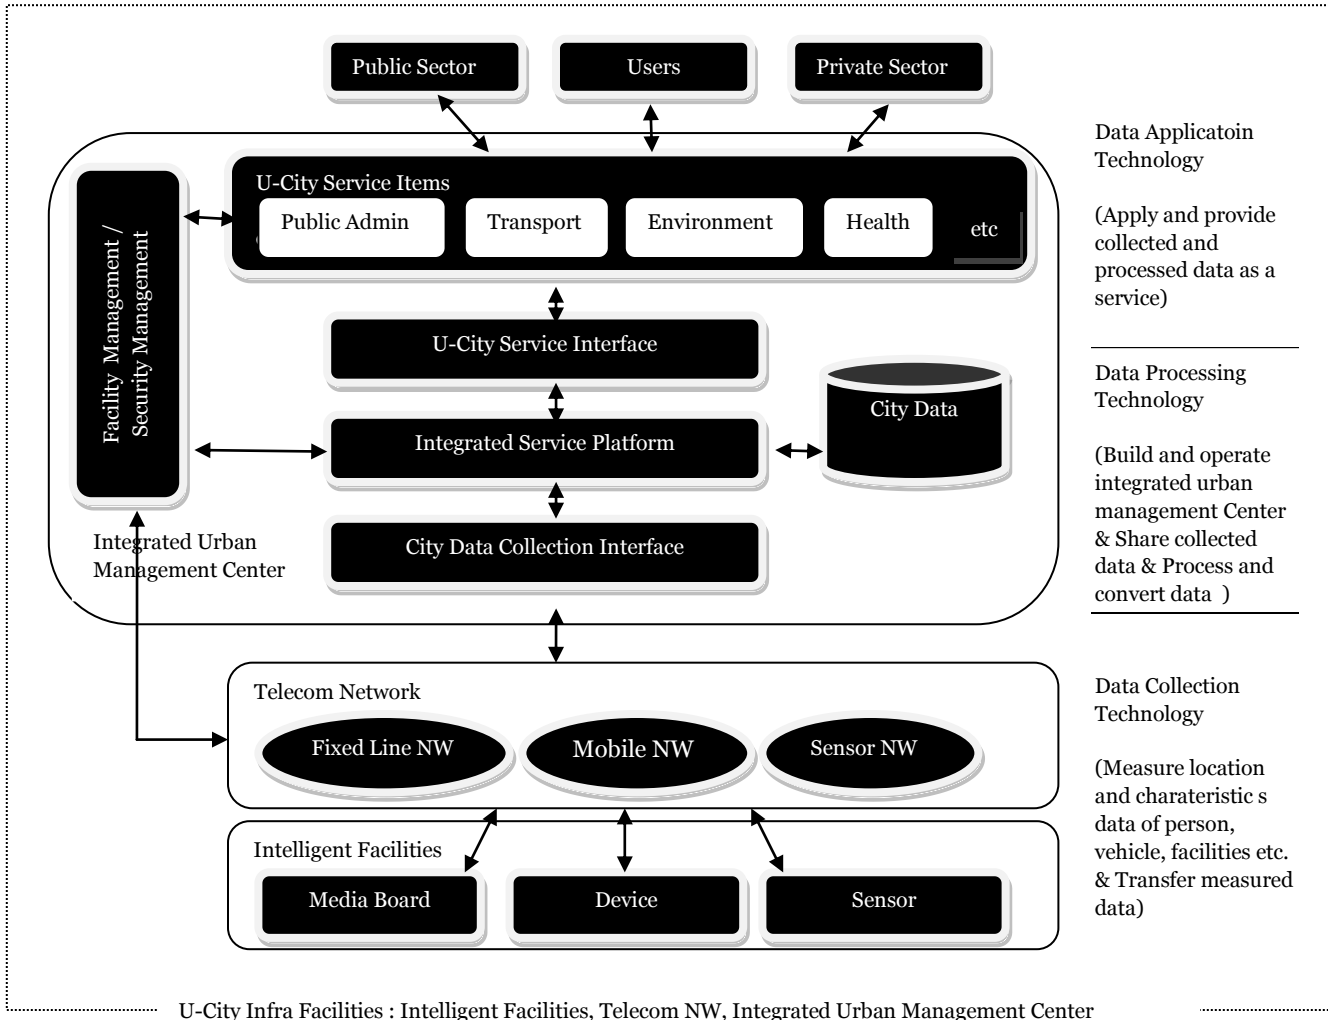 Public Sector
Users
Private Sector
Data Applicatoin
Technology
(Apply and provide
collected and
processed data as a
service)
U-City Service Items
Public Admin
Transport
Environment
Health
etc
Facility  Management /
Security Management
U-City Service Interface
Integrated Service Platform
City Data
City Data Collection Interface
Integrated Urban
Management Center
Data Processing
Technology
(Build and operate
integrated urban
management Center
& Share collected
data & Process and
convert data  )
Telecom Network
Fixed Line NW
Mobile NW
Sensor NW
Intelligent Facilities
Media Board
Device
Sensor
Data Collection
Technology
(Measure location
and charateristic s
data of person,
vehicle, facilities etc.
& Transfer measured
data)
U-City Infra Facilities : Intelligent Facilities, Telecom NW, Integrated Urban Management Center